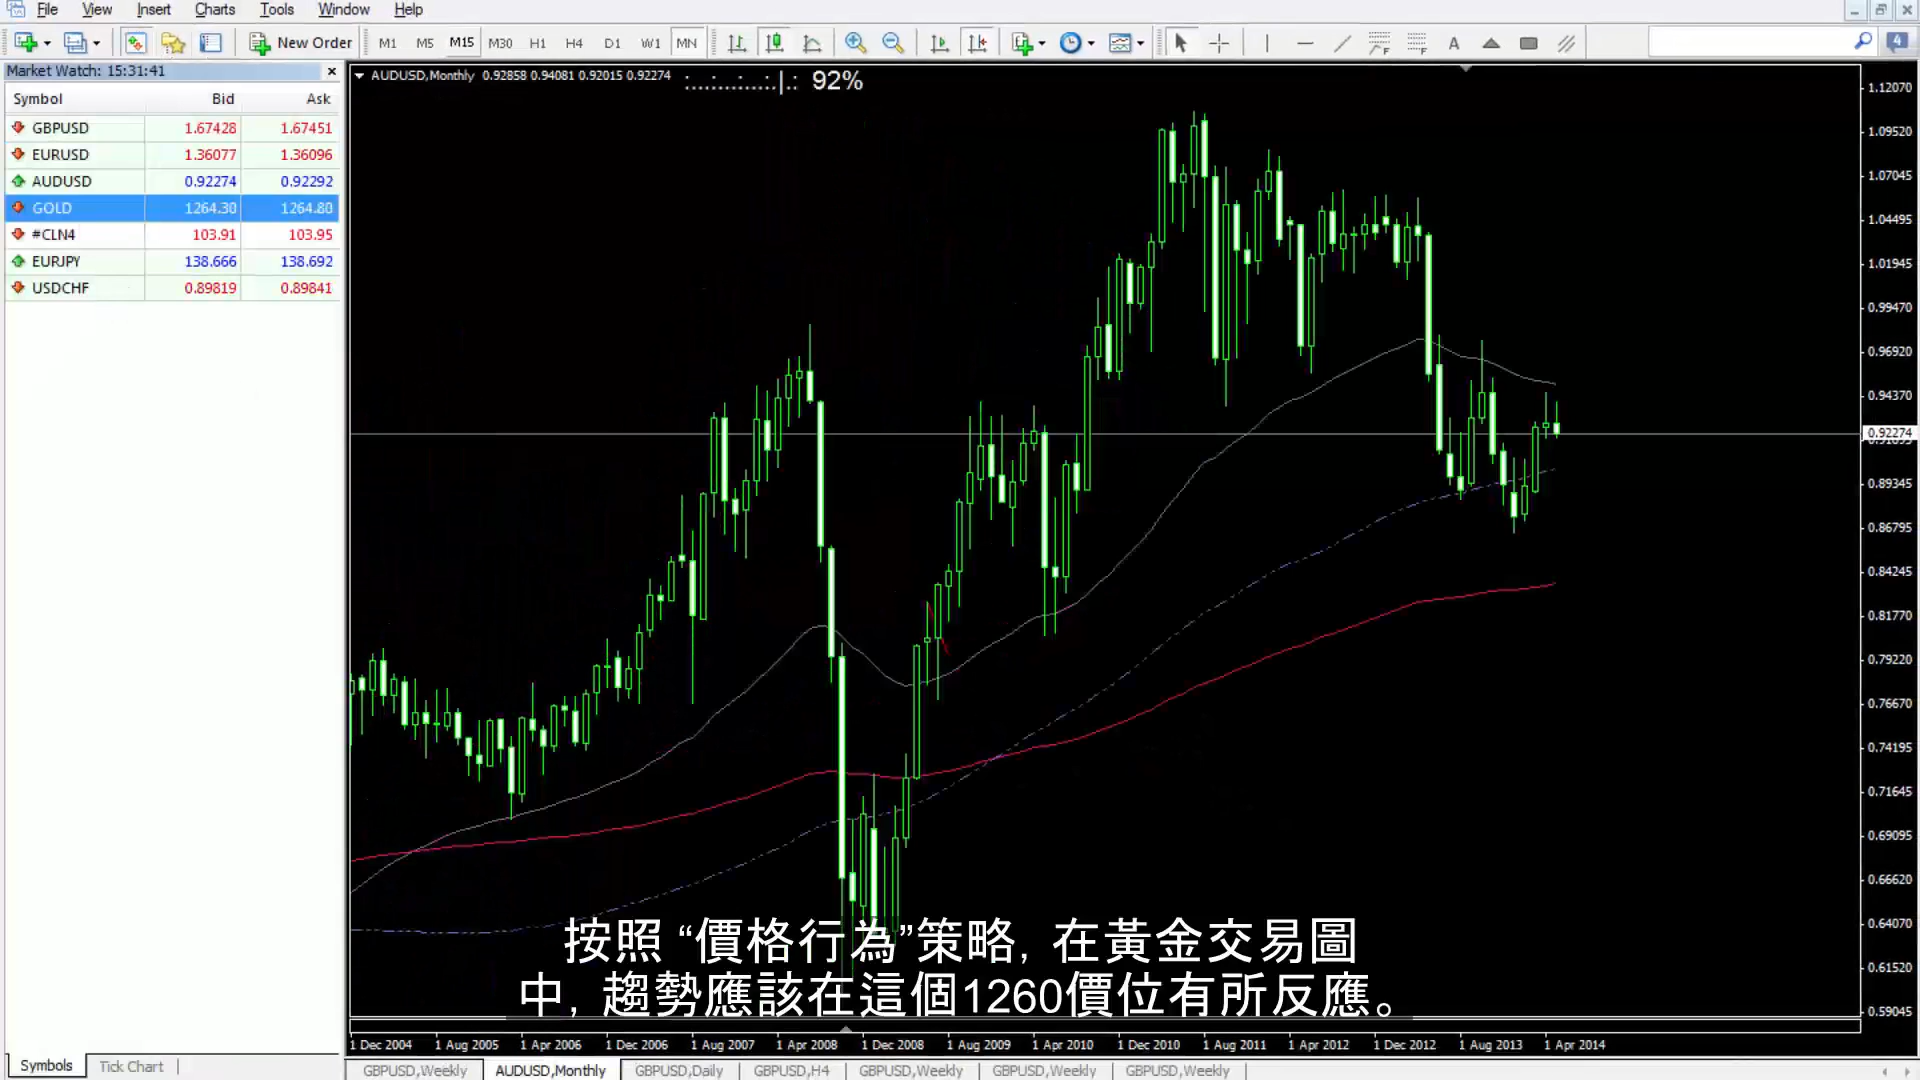 File View Insert Charts Tools Window Help
New Order M1 M5 M15 M30 H1 H4 D1 W1 MN A 4
Market Watch: 15:31:41
Symbol Bid Ask
GBPUSD 1.67428 1.67451
EURUSD 1.36077 1.36096
AUDUSD 0.92274 0.92292
GOLD 1264.30 1264.80
#CLN4 103.91 103.95
EURJPY 138.666 138.692
USDCHF 0.89819 0.89841
Symbols Tick Chart
AUDUSD,Monthly 0.92858 0.94081 0.92015 0.92274 92%
1.12070
1.09520
1.07045
1.04495
1.01945
0.99470
0.96920
0.94370
0.92274
0.89345
0.86795
0.84245
0.81770
0.79220
0.76670
0.74195
0.71645
0.69095
0.66620
0.64070
0.61520
0.59045
按照 “價格行為”策略, 在黃金交易圖
中, 趨勢應該在這個1260價位有所反應。
1 Dec 2004 1 Aug 2005 1 Apr 2006 1 Dec 2006 1 Aug 2007 1 Apr 2008 1 Dec 2008 1 Aug 2009 1 Apr 2010 1 Dec 2010 1 Aug 2011 1 Apr 2012 1 Dec 2012 1 Aug 2013 1 Apr 2014
GBPUSD,Weekly AUDUSD,Monthly GBPUSD,Daily GBPUSD,H4 GBPUSD,Weekly GBPUSD,Weekly GBPUSD,Weekly